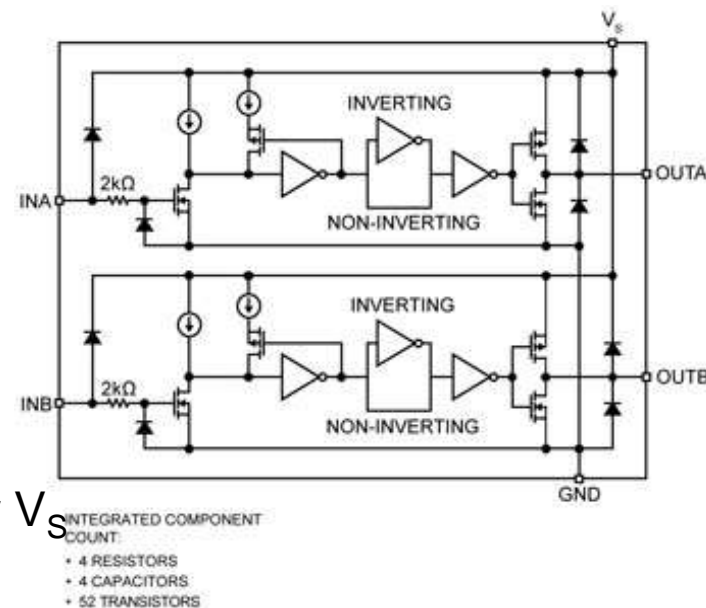 Vs
INVERTING
2kΩ
INA
OUTA
NON-INVERTING
INVERTING
2kΩ
OUTB
INB
NON-INVERTING
GND
VS
INTEGRATED COMPONENT
COUNT:
• 4 RESISTORS
• 4 CAPACITORS
• 52 TRANSISTORS